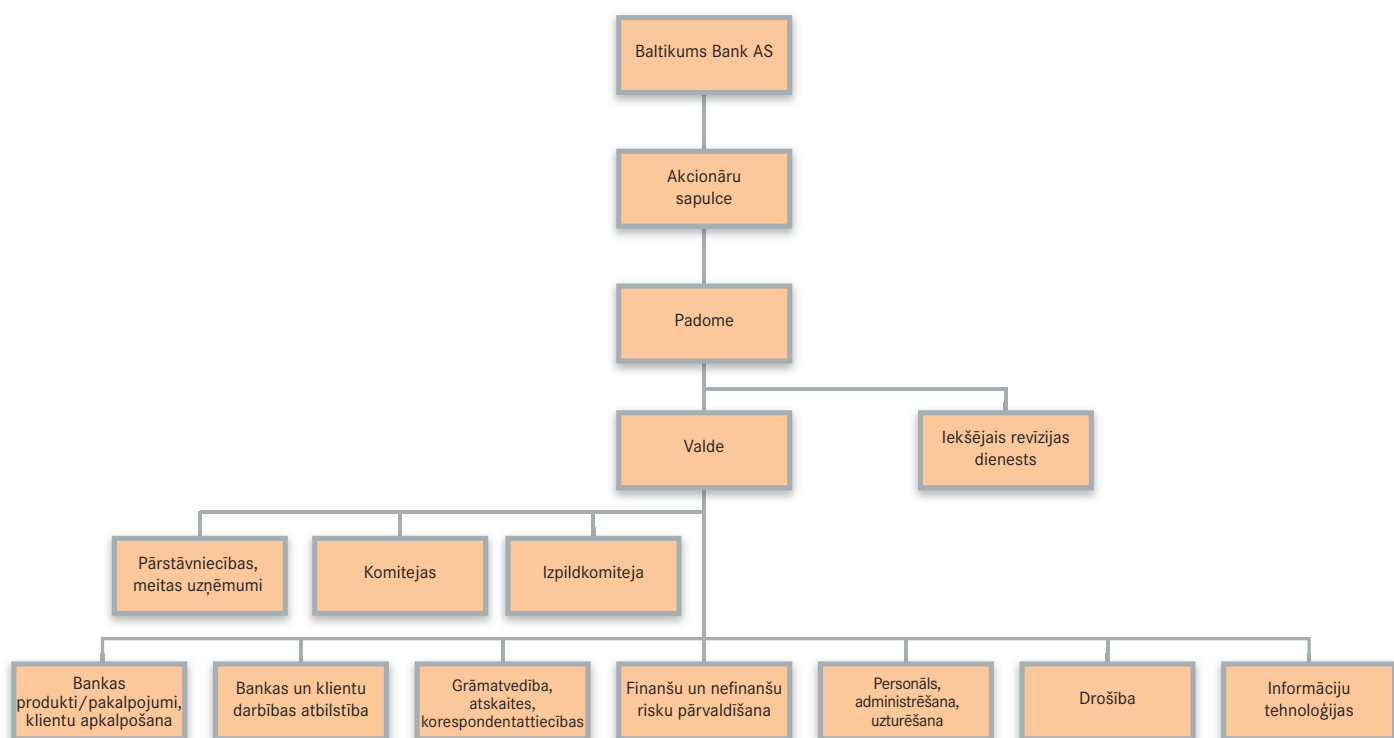 Baltikums Bank AS
Akcionāru
sapulce
Padome
Valde
Iekšējais revīzijas
dienests
Pārstāvniecības,
meitas uzņēmumi
Komitejas
Izpildkomiteja
Bankas
produkti/pakalpojumi,
klientu apkalpošana
Bankas un klientu
darbības atbilstība
Grāmatvedība,
atskaites,
korespondentattiecības
Finanšu un nefinanšu
risku pārvaldīšana
Personāls,
administrēšana,
uzturēšana
Drošība
Informāciju
tehnoloģijas